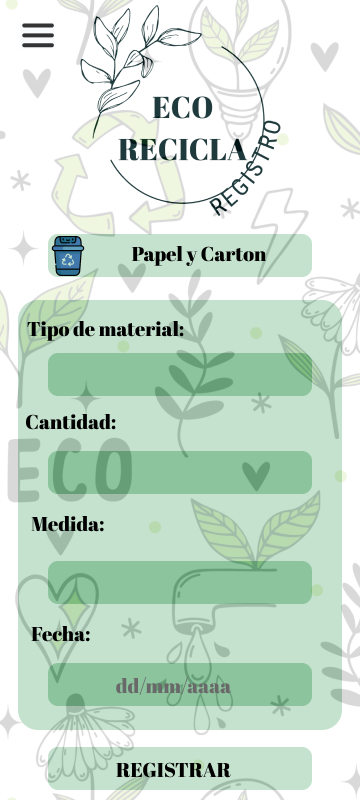 ECO
RECICLA
REGISTRO
Papel y Carton
Tipo de material:
Cantidad:
ECO
Medida:
Fecha:
dd/mm/aaaa
REGISTRAR